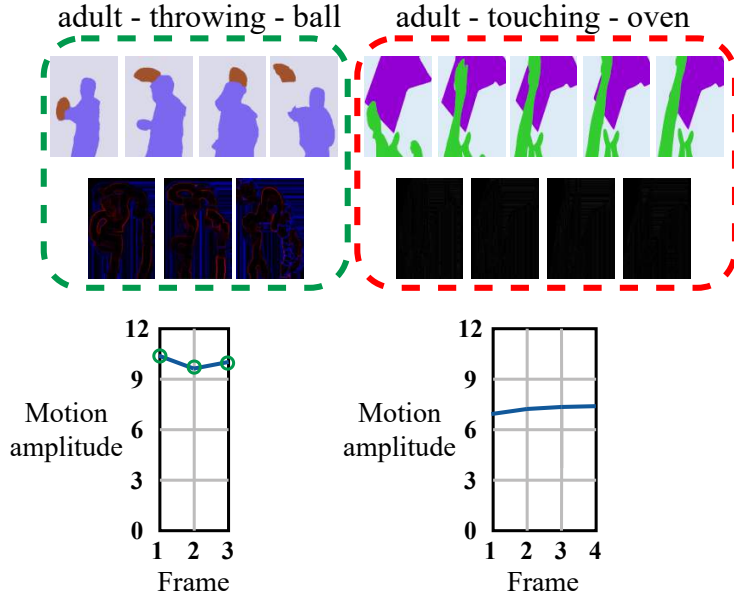 adult - throwing - ball
adult - touching - oven
12
9
6
3
0
Motion
amplitude
1 2 3
Frame
12
9
6
3
0
Motion
amplitude
1 2 3 4
Frame